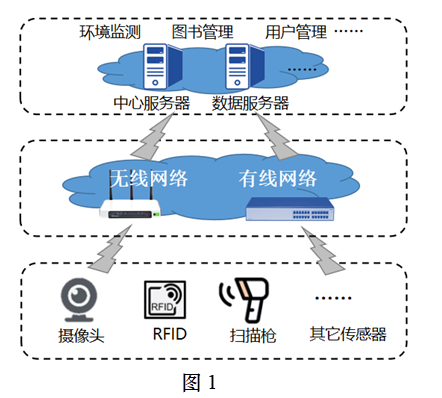 环境监测 图书管理 用户管理 ······
······
中心服务器 数据服务器
无线网络 有线网络
RFID
······
摄像头 RFID 扫描枪 其它传感器
图 1